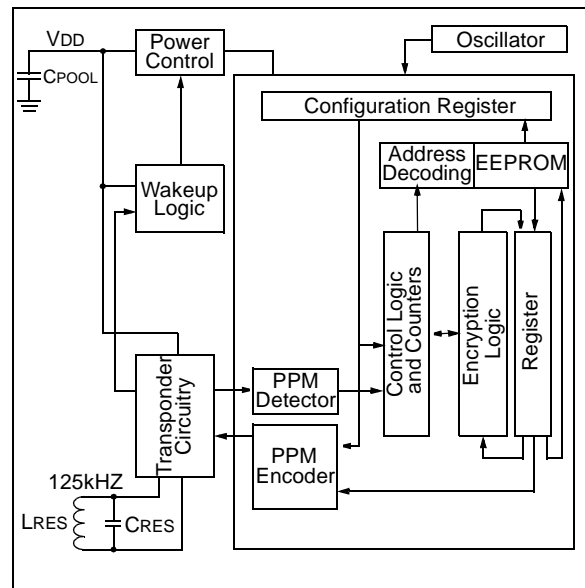 VDD
CPOOL
Power
Control
Oscillator
Configuration Register
Address
Decoding
EEPROM
Wakeup
Logic
Control Logic
and Counters
Encryption
Logic
Register
Transponder
Circuitry
PPM
Detector
PPM
Encoder
125kHZ
LRES
CRES